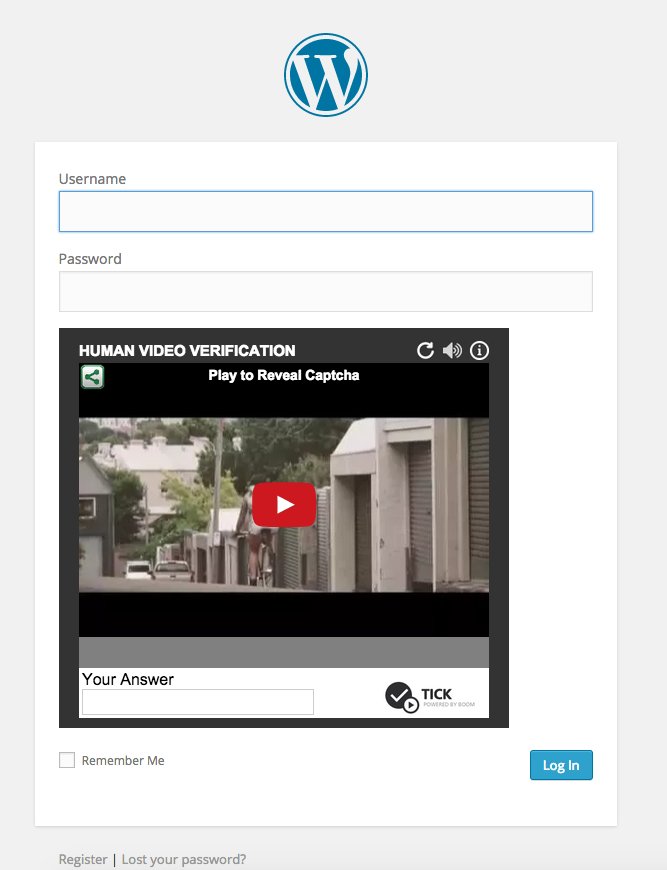 Username
Password
HUMAN VIDEO VERIFICATION
Play to Reveal Captcha
Your Answer
TICK
POWERED BY BOOM
Remember Me
Log In
Register | Lost your password?